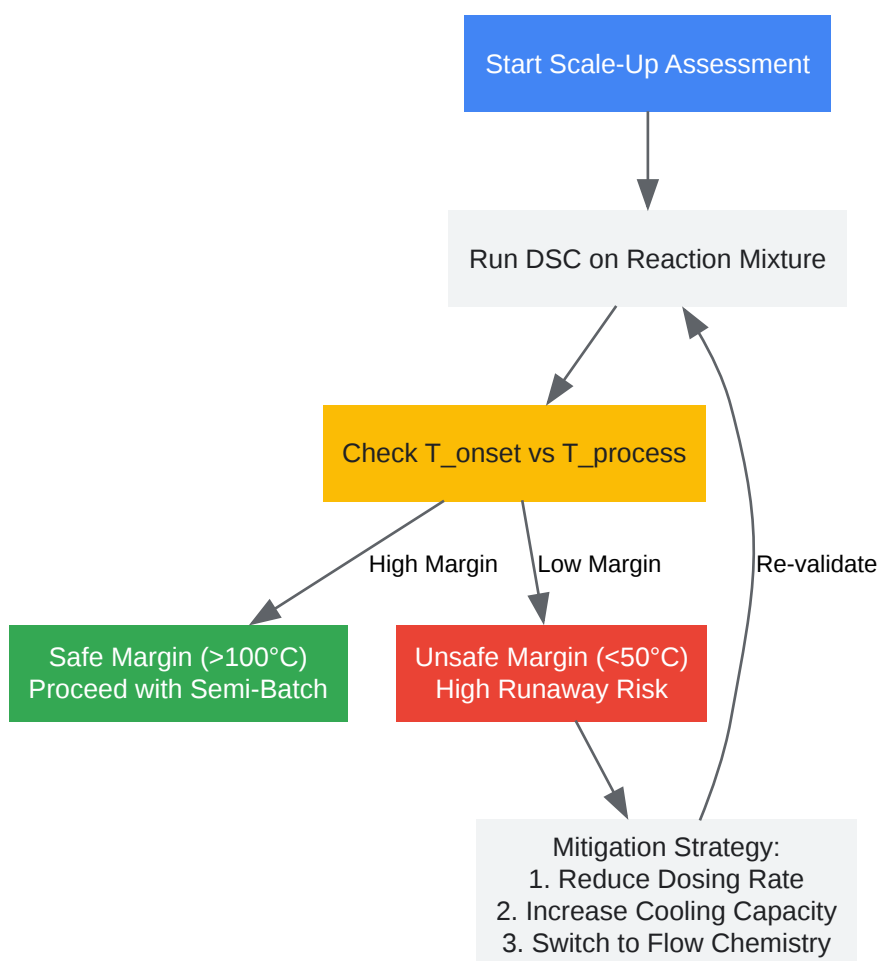 Start Scale-Up Assessment
Run DSC on Reaction Mixture
Check T_onset vs T_process
High Margin
Low Margin
Re-validate
Safe Margin (>100°C)
Proceed with Semi-Batch
Unsafe Margin (<50°C)
High Runaway Risk
Mitigation Strategy:
1. Reduce Dosing Rate
2. Increase Cooling Capacity
3. Switch to Flow Chemistry